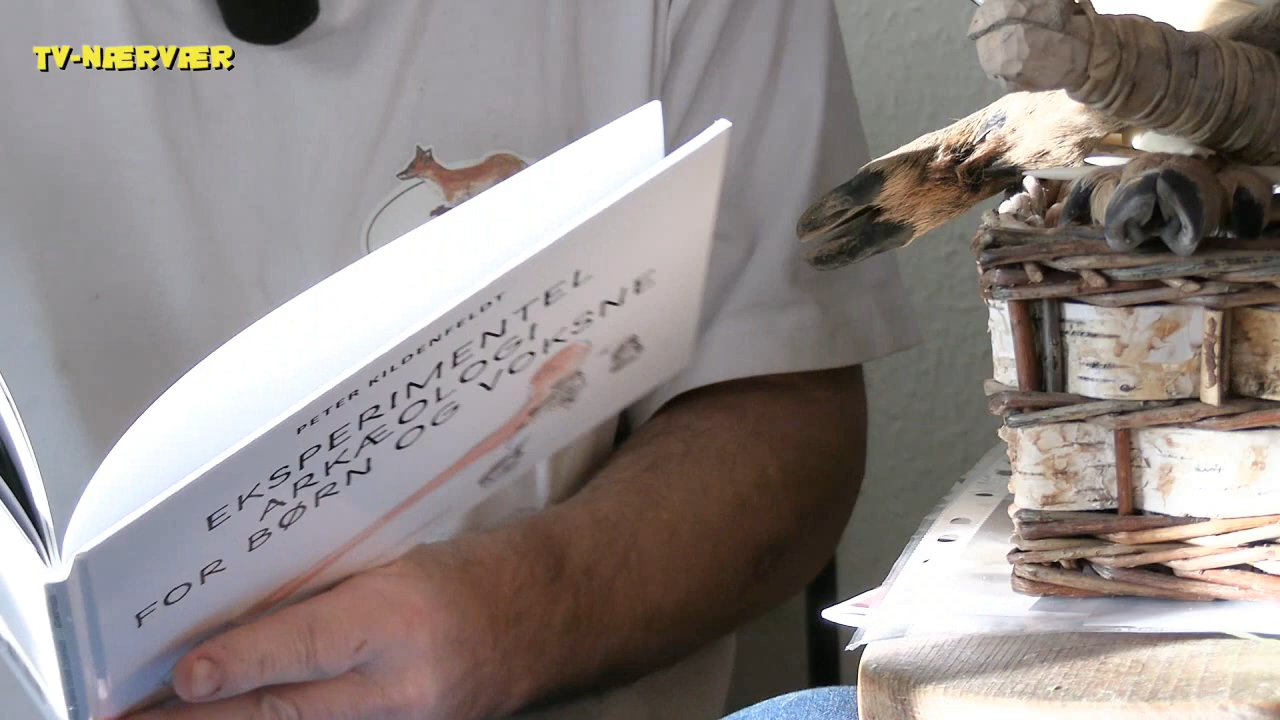 TV-NÆRVÆR
PETER KILDENFELDT
EKSPERIMENTEL
ARKÆOLOGI
FOR BØRN OG VOKSNE